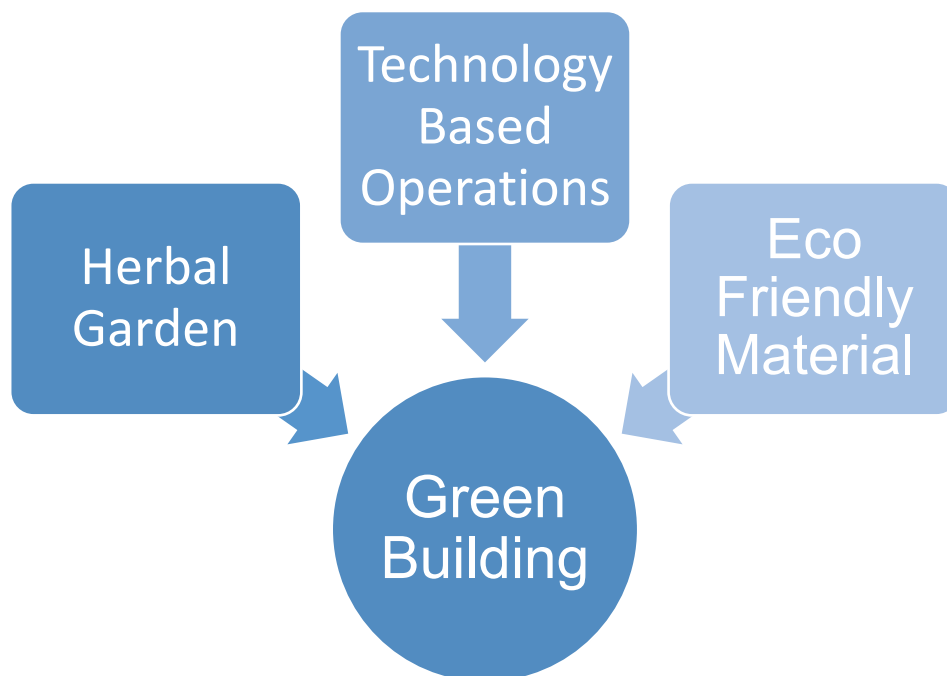 Technology
Based
Operations
Herbal
Garden
Eco
Friendly
Material
Green
Building